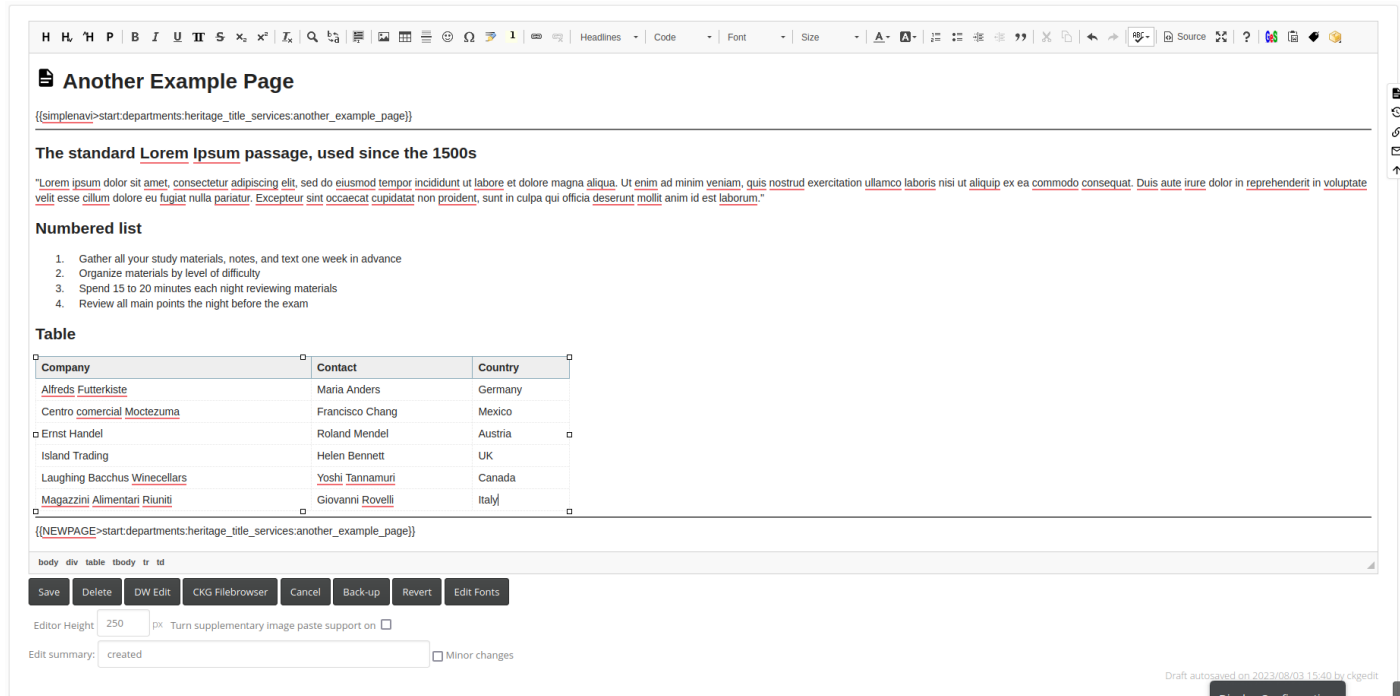 H H, ^H P B I U TT S x₂ x² Tx 1 Headlines Code Font Size A A ABC Source ?
Another Example Page
{{simplenavi>start:departments:heritage_title_services:another_example_page}}
The standard Lorem Ipsum passage, used since the 1500s
"Lorem ipsum dolor sit amet, consectetur adipiscing elit, sed do eiusmod tempor incididunt ut labore et dolore magna aliqua. Ut enim ad minim veniam, quis nostrud exercitation ullamco laboris nisi ut aliquip ex ea commodo consequat. Duis aute irure dolor in reprehenderit in voluptate
velit esse cillum dolore eu fugiat nulla pariatur. Excepteur sint occaecat cupidatat non proident, sunt in culpa qui officia deserunt mollit anim id est laborum."
Numbered list
1. Gather all your study materials, notes, and text one week in advance
2. Organize materials by level of difficulty
3. Spend 15 to 20 minutes each night reviewing materials
4. Review all main points the night before the exam
Table
Company Contact Country
Alfreds Futterkiste Maria Anders Germany
Centro comercial Moctezuma Francisco Chang Mexico
Ernst Handel Roland Mendel Austria
Island Trading Helen Bennett UK
Laughing Bacchus Winecellars Yoshi Tannamuri Canada
Magazzini Alimentari Riuniti Giovanni Rovelli Italy
{{NEWPAGE>start:departments:heritage_title_services:another_example_page}}
body div table tbody tr td
Save Delete DW Edit CKG Filebrowser Cancel Back-up Revert Edit Fonts
Editor Height 250 px Turn supplementary image paste support on
Edit summary: created Minor changes
Draft autosaved on 2023/08/03 15:40 by ckgedit